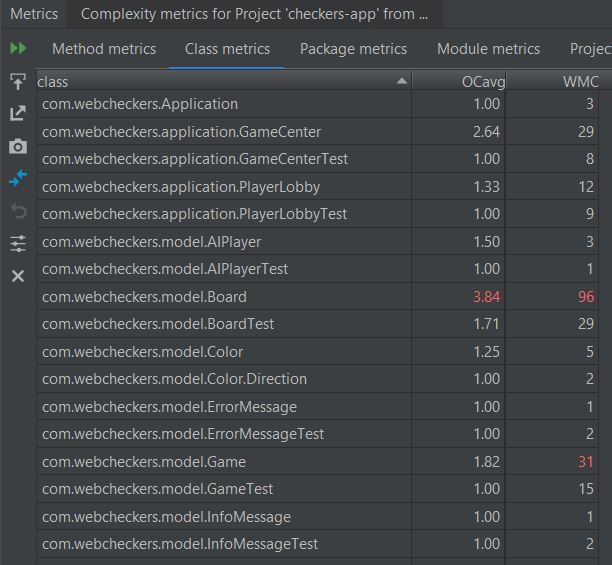 Metrics Complexity metrics for Project 'checkers-app' from ...
Method metrics Class metrics Package metrics Module metrics Projec
class OCavg WMC
com.webcheckers.Application 1.00 3
com.webcheckers.application.GameCenter 2.64 29
com.webcheckers.application.GameCenterTest 1.00 8
com.webcheckers.application.PlayerLobby 1.33 12
com.webcheckers.application.PlayerLobbyTest 1.00 9
com.webcheckers.model.AIPlayer 1.50 3
com.webcheckers.model.AIPlayerTest 1.00 1
com.webcheckers.model.Board 3.84 96
com.webcheckers.model.BoardTest 1.71 29
com.webcheckers.model.Color 1.25 5
com.webcheckers.model.Color.Direction 1.00 2
com.webcheckers.model.ErrorMessage 1.00 1
com.webcheckers.model.ErrorMessageTest 1.00 2
com.webcheckers.model.Game 1.82 31
com.webcheckers.model.GameTest 1.00 15
com.webcheckers.model.InfoMessage 1.00 1
com.webcheckers.model.InfoMessageTest 1.00 2